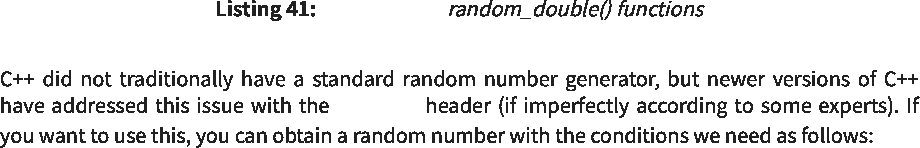 Listing 41: random_double() functions
C++ did not traditionally have a standard random number generator, but newer versions of C++
have addressed this issue with the header (if imperfectly according to some experts). If
you want to use this, you can obtain a random number with the conditions we need as follows: